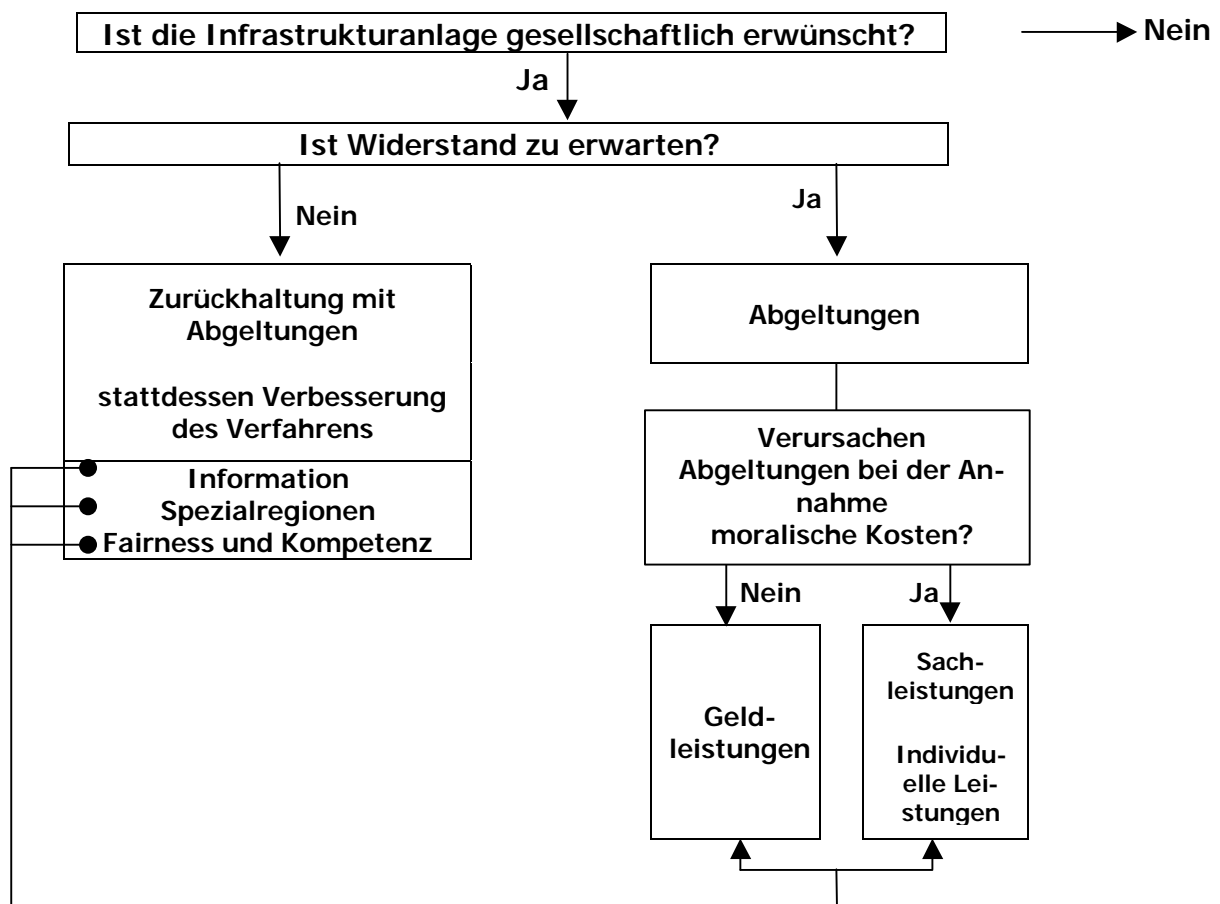 Ist die Infrastrukturanlage gesellschaftlich erwünscht?
Nein
Ja
Ist Widerstand zu erwarten?
Nein
Ja
Zurückhaltung mit
Abgeltungen
stattdessen Verbesserung
des Verfahrens
Information
Spezialregionen
Fairness und Kompetenz
Abgeltungen
Verursachen
Abgeltungen bei der An-
nahme
moralische Kosten?
Nein
Ja
Geld-
leistungen
Sach-
leistungen
Individu-
elle Lei-
stungen